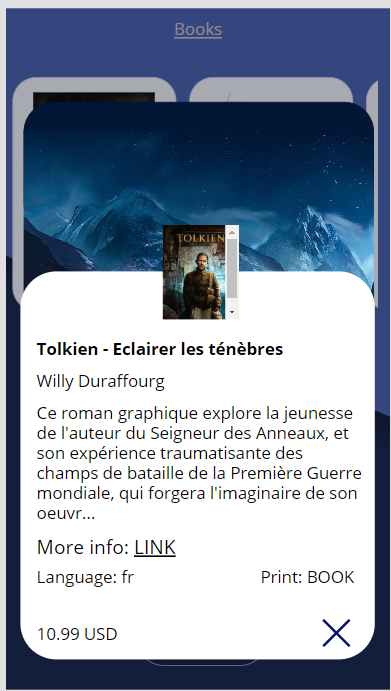 Books
TOLKIEN
Tolkien - Eclairer les ténèbres
Willy Duraffourg
Ce roman graphique explore la jeunesse
de l'auteur du Seigneur des Anneaux, et
son expérience traumatisante des
champs de bataille de la Première Guerre
mondiale, qui forgera l'imaginaire de son
oeuvr...
More info: LINK
Language: fr Print: BOOK
10.99 USD